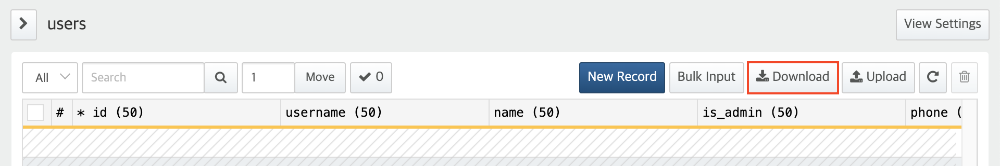 users
View Settings
All Search 1 Move 0 New Record Bulk Input Download Upload
# * id (50) username (50) name (50) is_admin (50) phone (